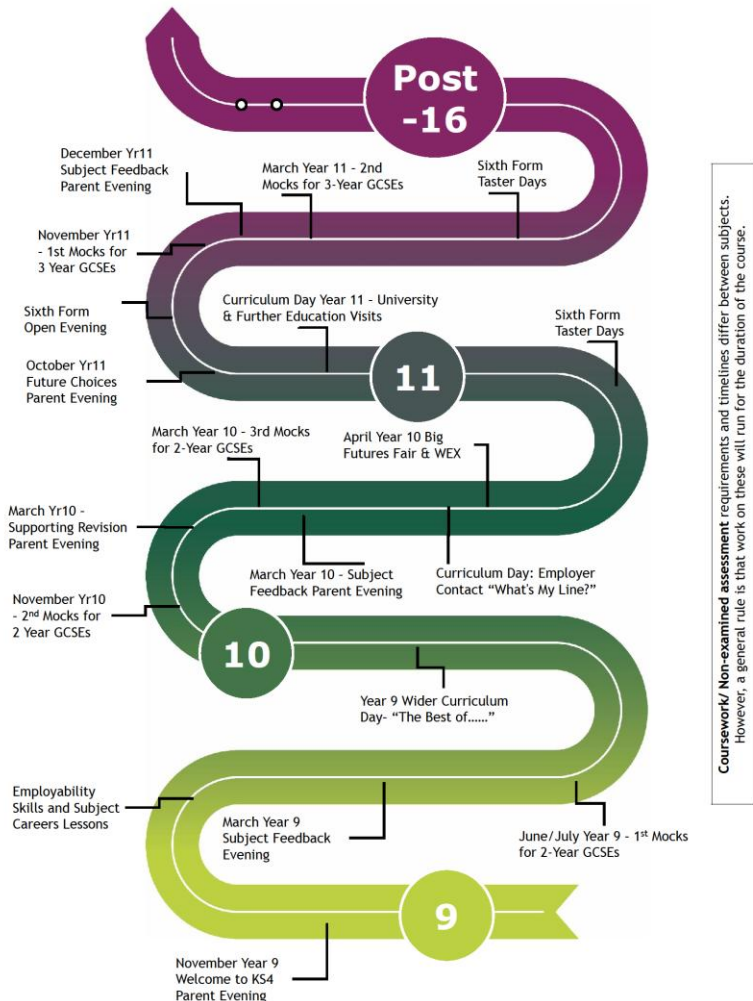 Post
-16
December Yr11
Subject Feedback
Parent Evening
March Year 11 – 2nd
Mocks for 3-Year GCSEs
Sixth Form
Taster Days
November Yr11
- 1st Mocks for
3 Year GCSEs
Sixth Form
Open Evening
Curriculum Day Year 11 – University
& Further Education Visits
Sixth Form
Taster Days
October Yr11
Future Choices
Parent Evening
11
March Year 10 – 3rd Mocks
for 2-Year GCSEs
April Year 10 Big
Futures Fair & WEX
March Yr10 –
Supporting Revision
Parent Evening
March Year 10 – Subject
Feedback Parent Evening
Curriculum Day: Employer
Contact “What's My Line?”
November Yr10
- 2nd Mocks for
2 Year GCSEs
10
Year 9 Wider Curriculum
Day- “The Best of......”
Employability
Skills and Subject
Careers Lessons
March Year 9
Subject Feedback
Evening
June/July Year 9 - 1st Mocks
for 2-Year GCSEs
9
November Year 9
Welcome to KS4
Parent Evening
Coursework/ Non-examined assessment requirements and timelines differ between subjects.
However, a general rule is that work on these will run for the duration of the course.